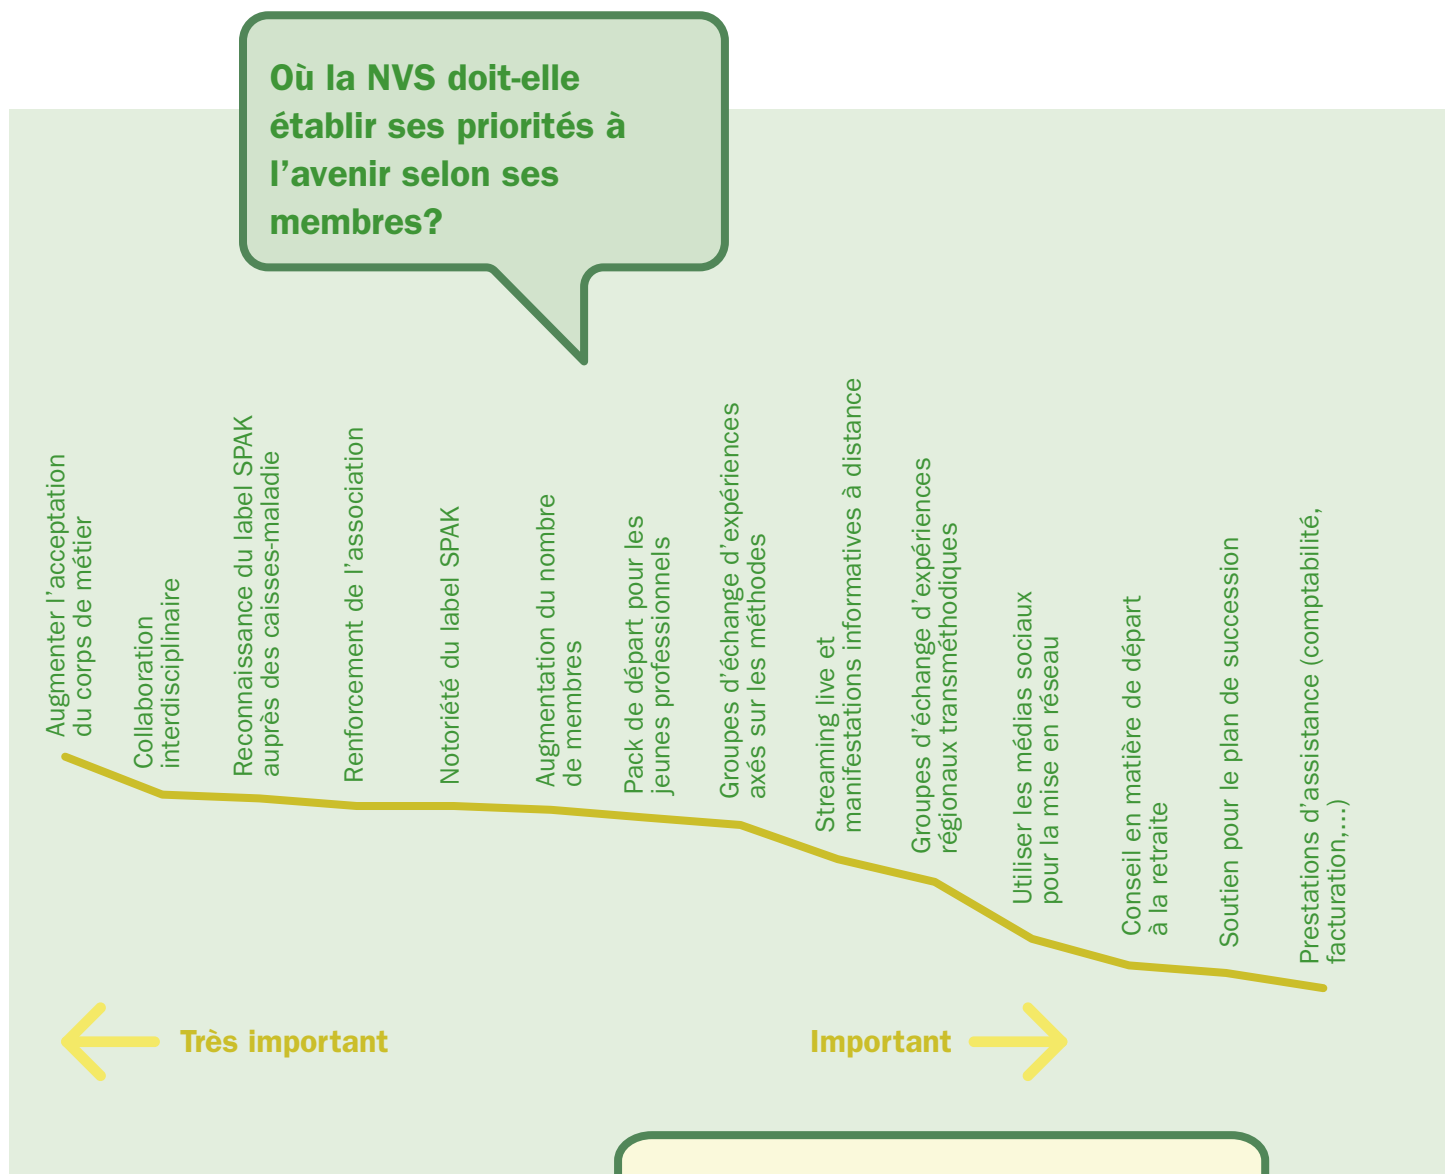 Où la NVS doit-elle
établir ses priorités à
l’avenir selon ses
membres?
Augmenter l’acceptation
du corps de métier
Collaboration
interdisciplinaire
Reconnaissance du label SPAK
auprès des caisses-maladie
Renforcement de l’association
Notoriété du label SPAK
Augmentation du nombre
de membres
Pack de départ pour les
jeunes professionnels
Groupes d’échange d’expériences
axés sur les méthodes
Streaming live et
manifestations informatives à distance
Groupes d’échange d’expériences
régionaux transméthodiques
Utiliser les médias sociaux
pour la mise en réseau
Conseil en matière de départ
à la retraite
Soutien pour le plan de succession
Prestations d’assistance (comptabilité,
facturation,...)
Très important
Important